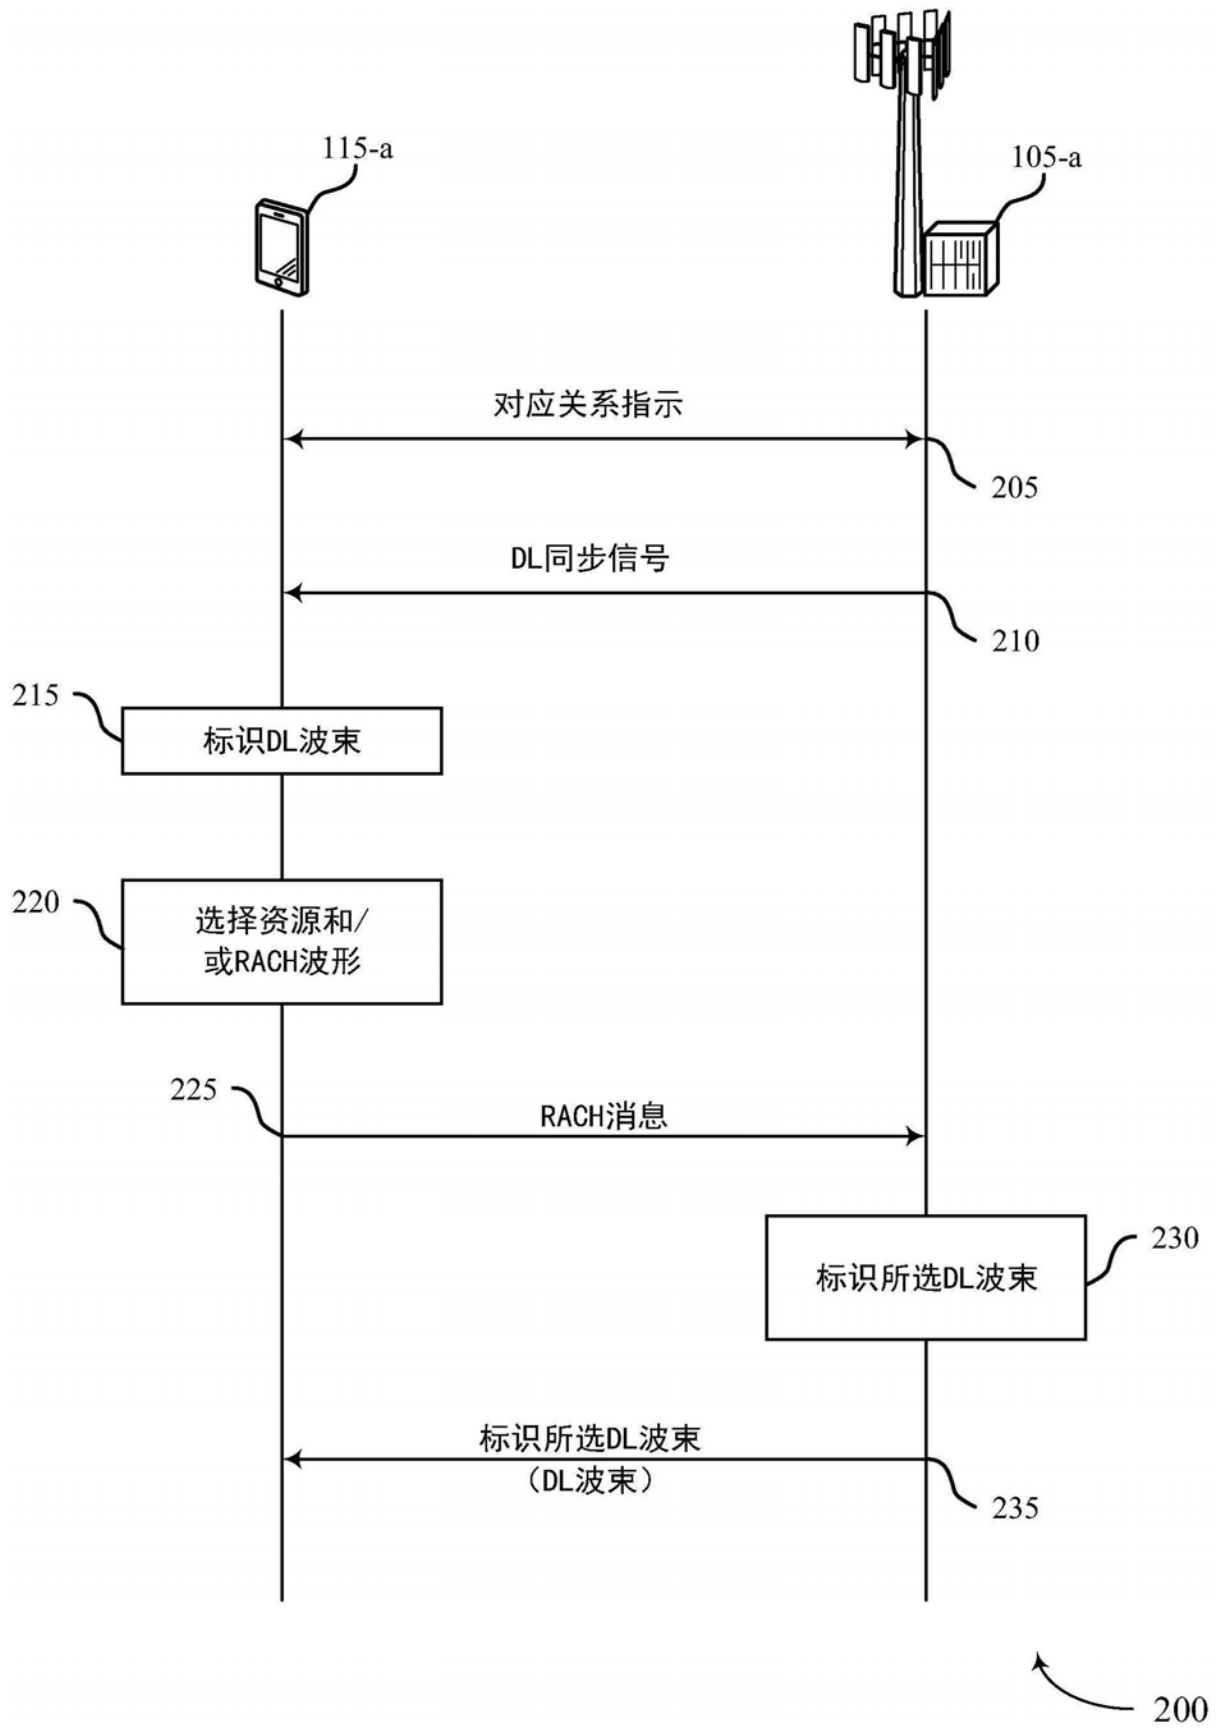 115-a
105-a
对应关系指示
205
DL同步信号
210
215
标识DL波束
220
选择资源和/
或RACH波形
225
RACH消息
230
标识所选DL波束
标识所选DL波束
（DL波束）
235
200